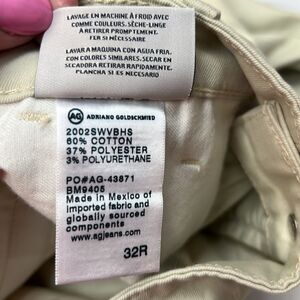 LAVAGE EN MACHINE À FROID AVEC
COMME COULEURS. SÈCHE-LINGE
À RETIRER PROMPTEMENT.
FER SI NÉCESSAIRE
LAVAR A MAQUINA CON AGUA FRIA.
CON COLORES SIMILARES. SECAR EN
SECADORA RETIRAR RAPIDAMENTE.
PLANCHA SI ES NECESARIO
AG ADRIANO GOLDSCHMIED
2002SWVBHS
60% COTTON
37% POLYESTER
3% POLYURETHANE
PO#AG-43871
BM9405
Made in Mexico of
imported fabric and
globally sourced
components
www.agjeans.com
32R